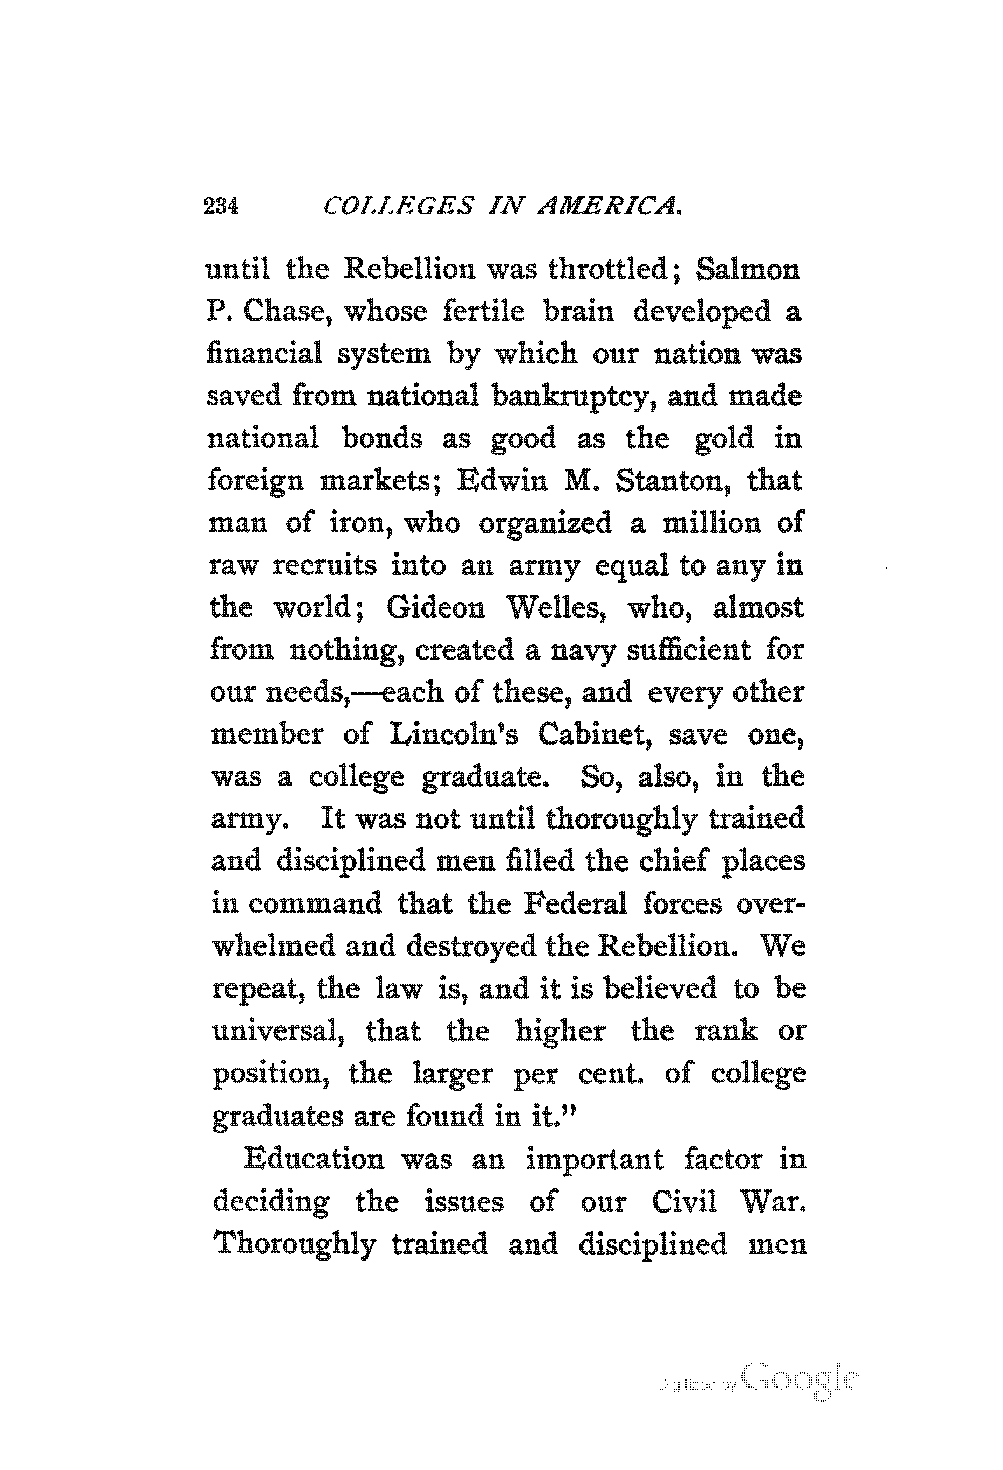 234 COLLEGES IN AMERICA.
until the Rebellion was throttled; Salmon
P. Chase, whose fertile brain developed a
financial system by which our nation was
saved from national bankruptcy, and made
national bonds as good as the gold in
foreign markets; Edwin M. Stanton, that
man of iron, who organized a million of
raw recruits into an army equal to any in
the world; Gideon Welles, who, almost
from nothing, created a navy sufficient for
our needs,—each of these, and every other
member of Lincoln's Cabinet, save one,
was a college graduate. So, also, in the
army. It was not until thoroughly trained
and disciplined men filled the chief places
in command that the Federal forces over-
whelmed and destroyed the Rebellion. We
repeat, the law is, and it is believed to be
universal, that the higher the rank or
position, the larger per cent. of college
graduates are found in it."
Education was an important factor in
deciding the issues of our Civil War.
Thoroughly trained and disciplined men
Digitized by Google